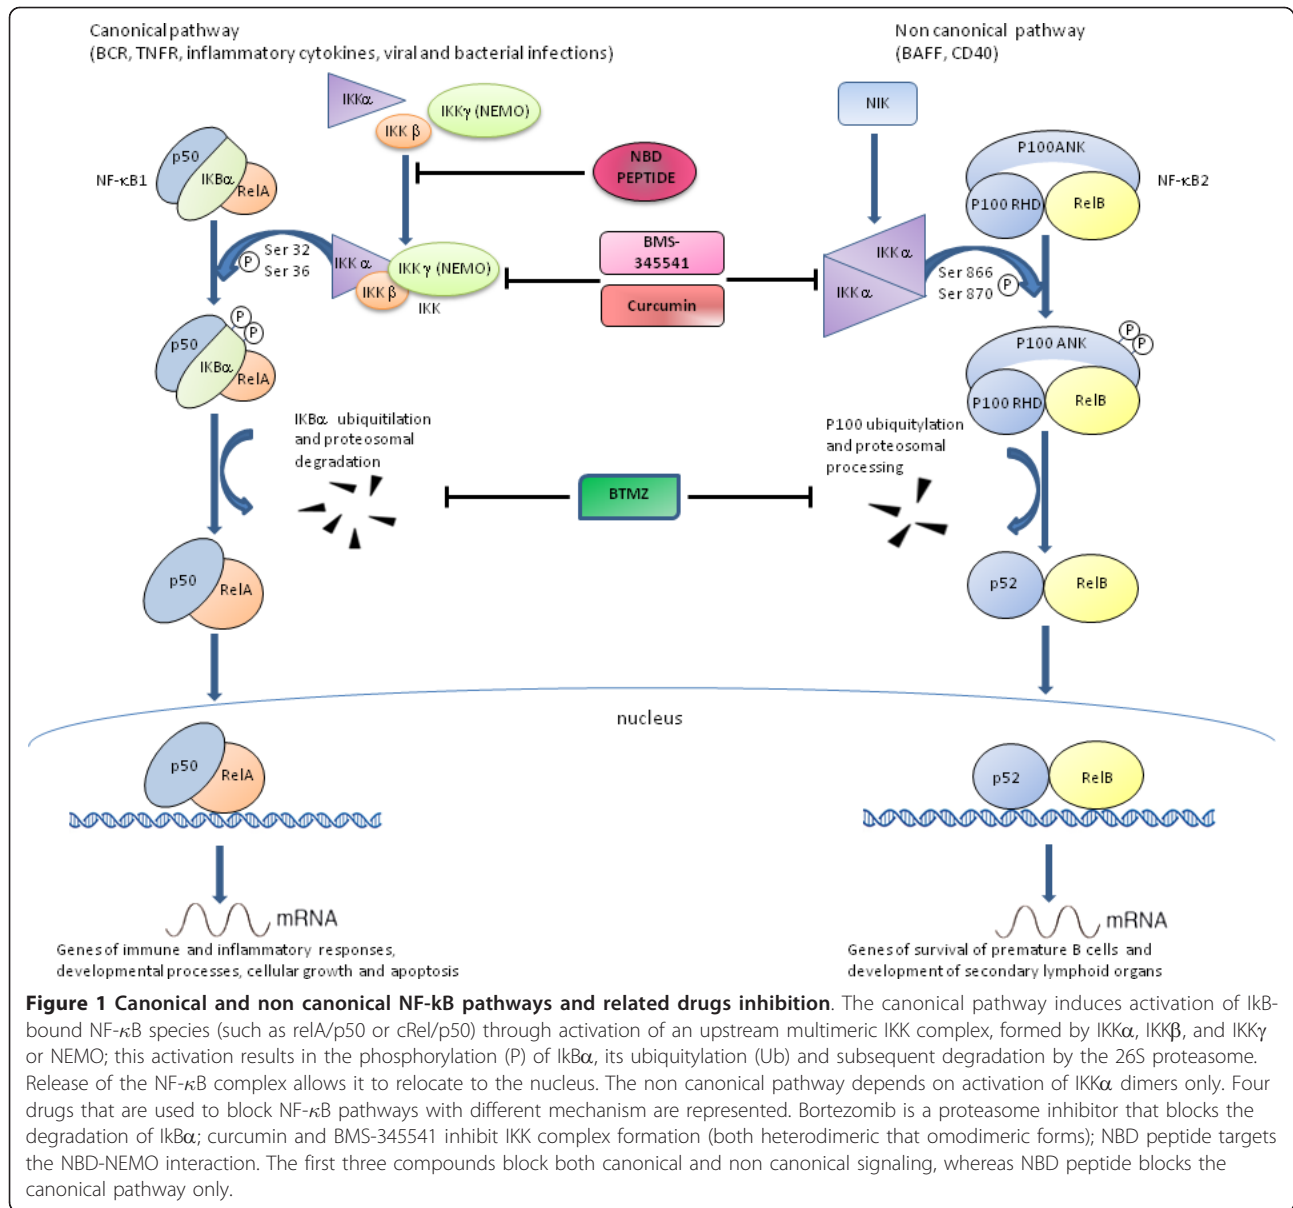 Canonical pathway
(BCR, TNFR, inflammatory cytokines, viral and bacterial infections)
Non canonical pathway
(BAFF, CD40)
IKKα
IKKγ (NEMO)
IKK β
NIK
p50
IKBα
RelA
NF-κB1
NBD
PEPTIDE
P100ANK
P100 RHD
RelB
NF-κB2
Ser 32
Ser 36
P
IKK α
IKK γ (NEMO)
IKK β
IKK
BMS-
345541
Curcumin
IKK α
IKK α
Ser 866
Ser 870
P
p50
IKBα
RelA
P
P
P100 ANK
P100 RHD
RelB
P
P
IKBα ubiquitilation
and proteosomal
degradation
P100 ubiquitylation
and proteosomal
processing
BTMZ
p50
RelA
p52
RelB
nucleus
p50
RelA
p52
RelB
mRNA
mRNA
Genes of immune and inflammatory responses,
developmental processes, cellular growth and apoptosis
Genes of survival of premature B cells and
development of secondary lymphoid organs
Figure 1 Canonical and non canonical NF-kB pathways and related drugs inhibition. The canonical pathway induces activation of IkB-
bound NF-κB species (such as relA/p50 or cRel/p50) through activation of an upstream multimeric IKK complex, formed by IKKα, IKKβ, and IKKγ
or NEMO; this activation results in the phosphorylation (P) of IkBα, its ubiquitylation (Ub) and subsequent degradation by the 26S proteasome.
Release of the NF-κB complex allows it to relocate to the nucleus. The non canonical pathway depends on activation of IKKα dimers only. Four
drugs that are used to block NF-κB pathways with different mechanism are represented. Bortezomib is a proteasome inhibitor that blocks the
degradation of IkBα; curcumin and BMS-345541 inhibit IKK complex formation (both heterodimeric that omodimeric forms); NBD peptide targets
the NBD-NEMO interaction. The first three compounds block both canonical and non canonical signaling, whereas NBD peptide blocks the
canonical pathway only.